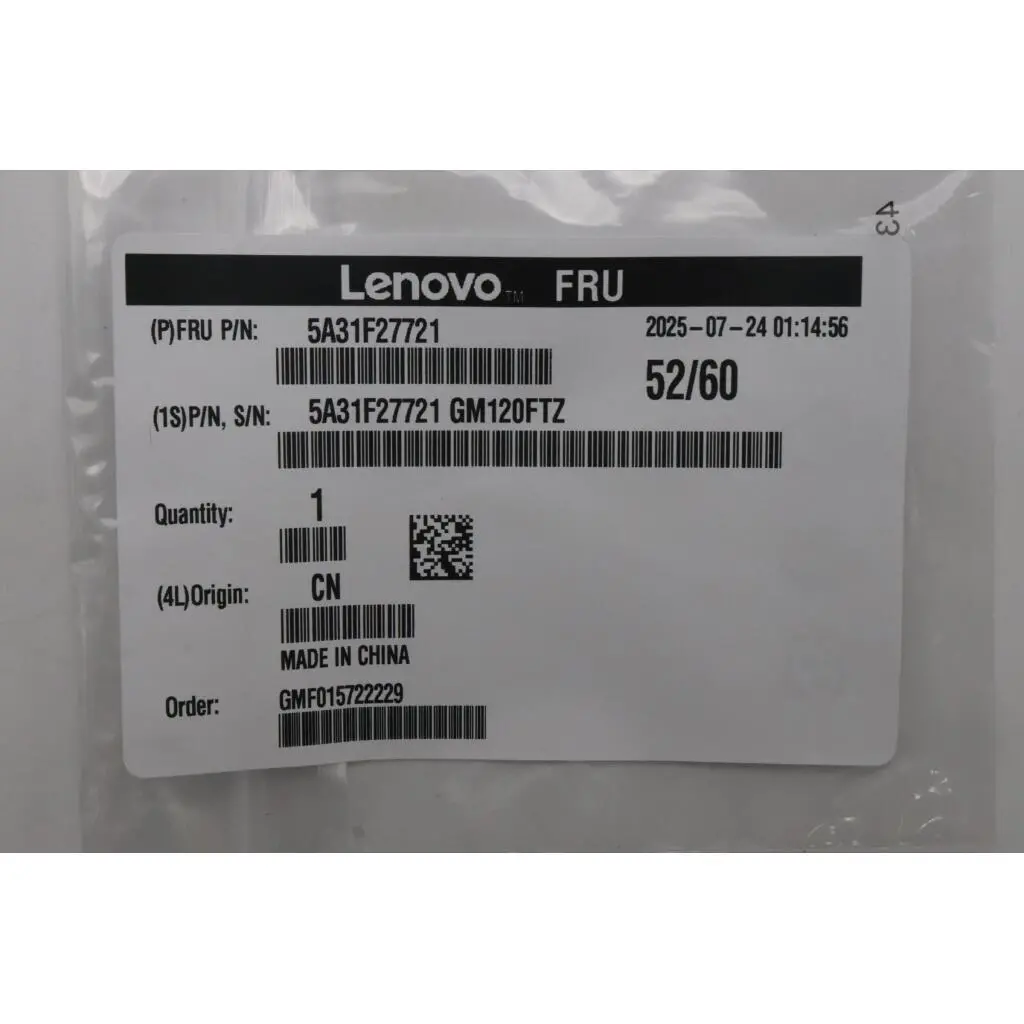 43
Lenovo™ FRU
(P)FRU P/N: 5A31F27721 2025-07-24 01:14:56
52/60
(1S)P/N, S/N: 5A31F27721 GM120FTZ
Quantity: 1
(4L)Origin: CN
MADE IN CHINA
Order: GMF015722229